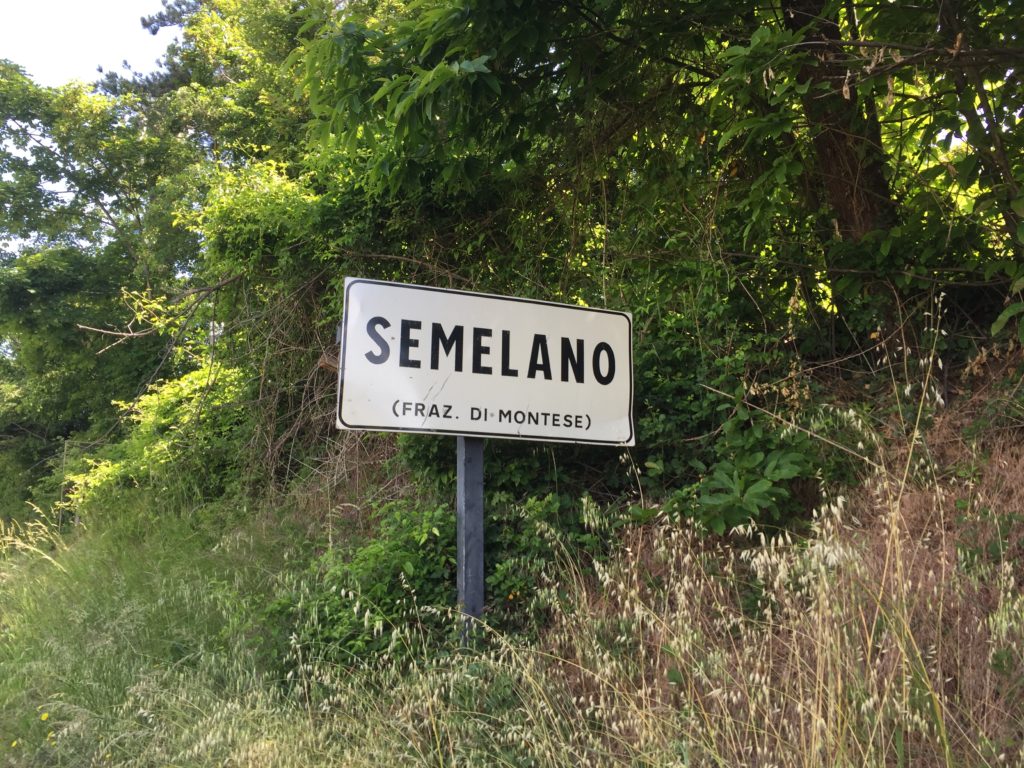 SEMELANO
(FRAZ. DI MONTESE)